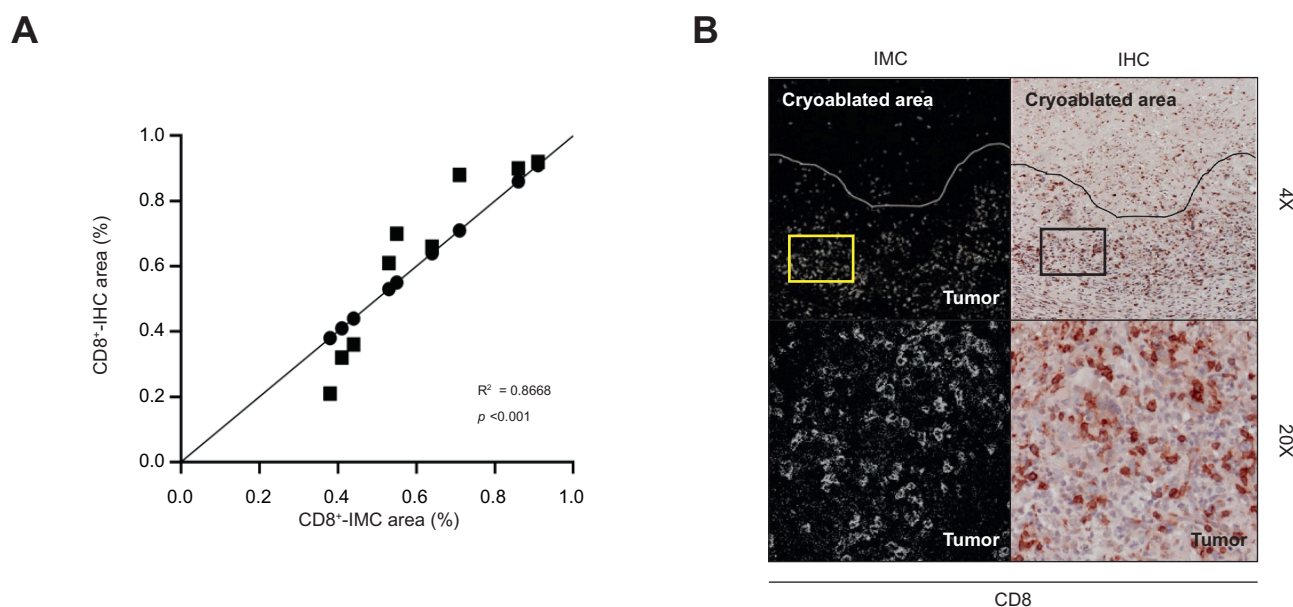 A
CD8⁺-IHC area (%)
1.0
0.8
0.6
0.4
0.2
0.0
0.0 0.2 0.4 0.6 0.8 1.0
CD8⁺-IMC area (%)
R² = 0.8668
p <0.001
B
IMC IHC
Cryoablated area Cryoablated area
Tumor
4X
Tumor Tumor
20X
CD8